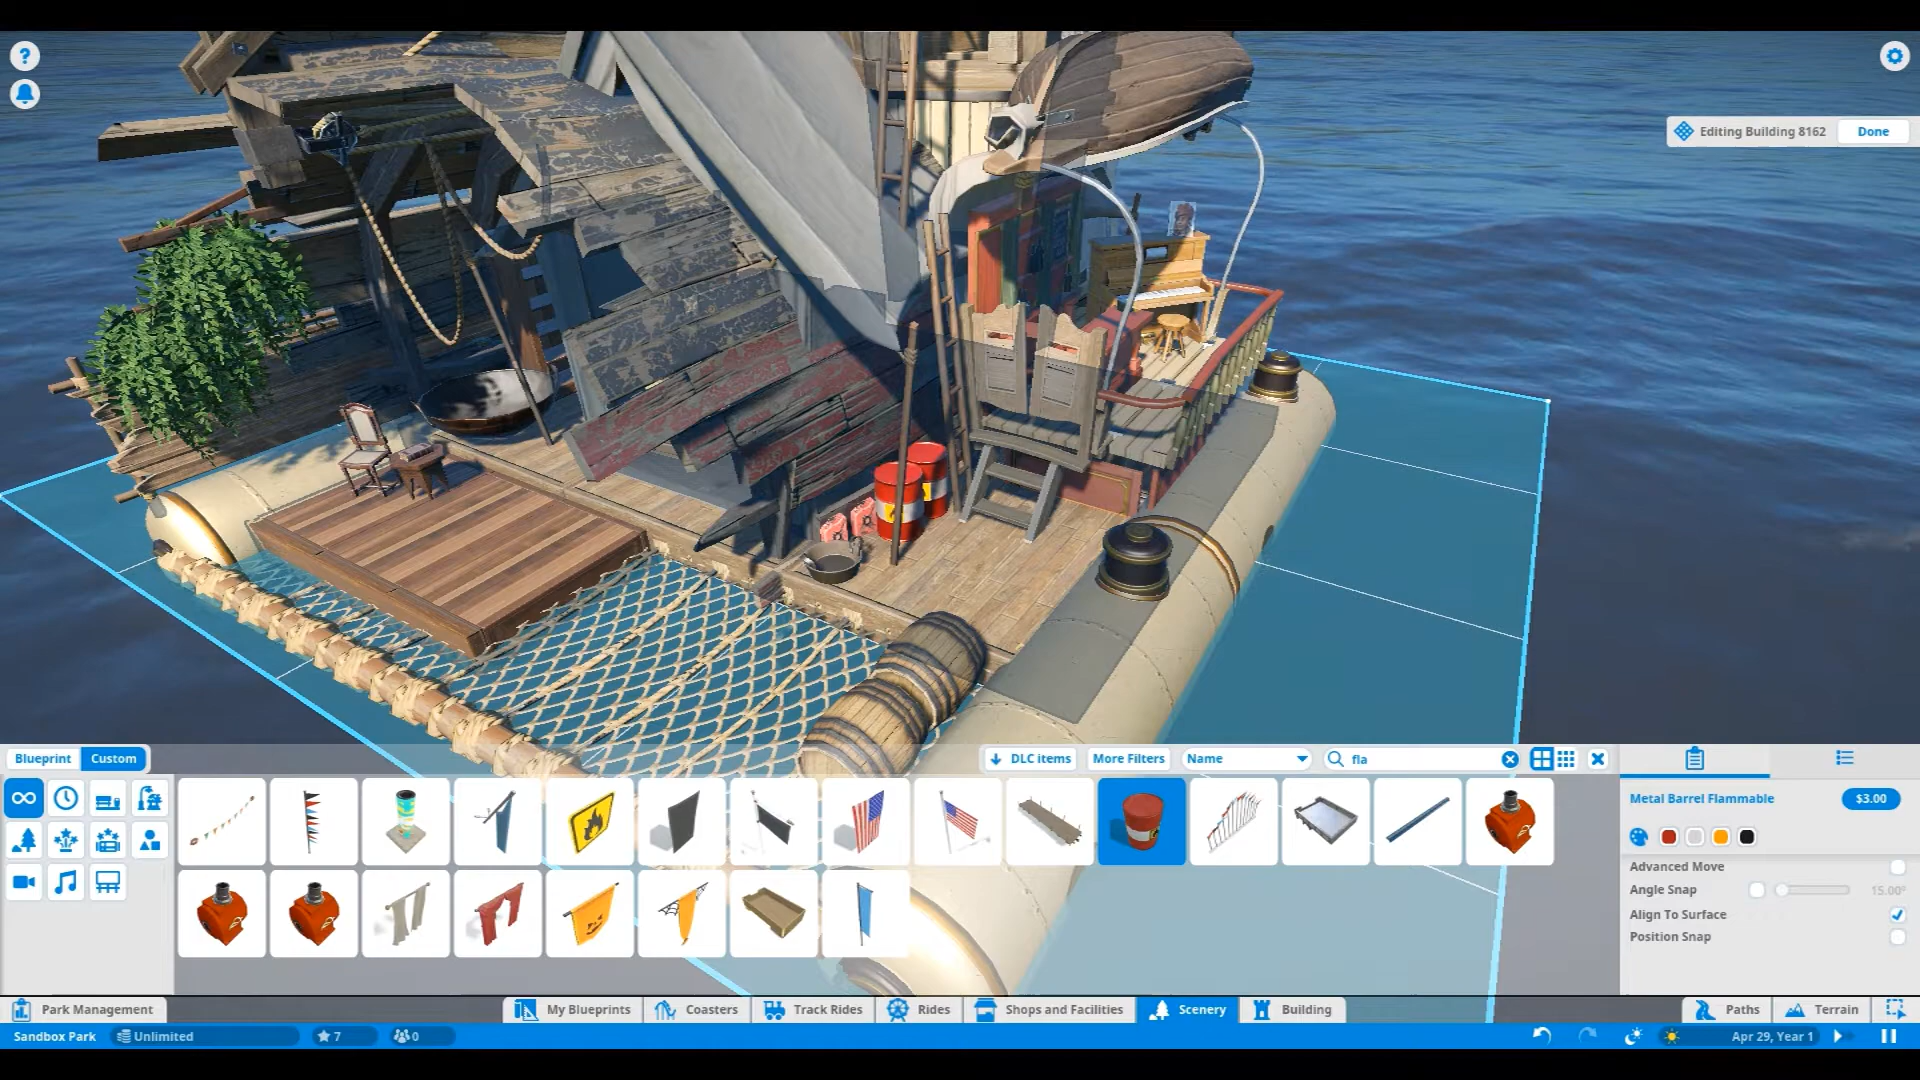 ?
Editing Building 8162 Done
Blueprint Custom
DLC items More Filters Name fla
Metal Barrel Flammable $3.00
Advanced Move
Angle Snap 15.00°
Align To Surface
Position Snap
Park Management My Blueprints Coasters Track Rides Rides Shops and Facilities Scenery Building Paths Terrain
Sandbox Park Unlimited 7 0 Apr 29, Year 1